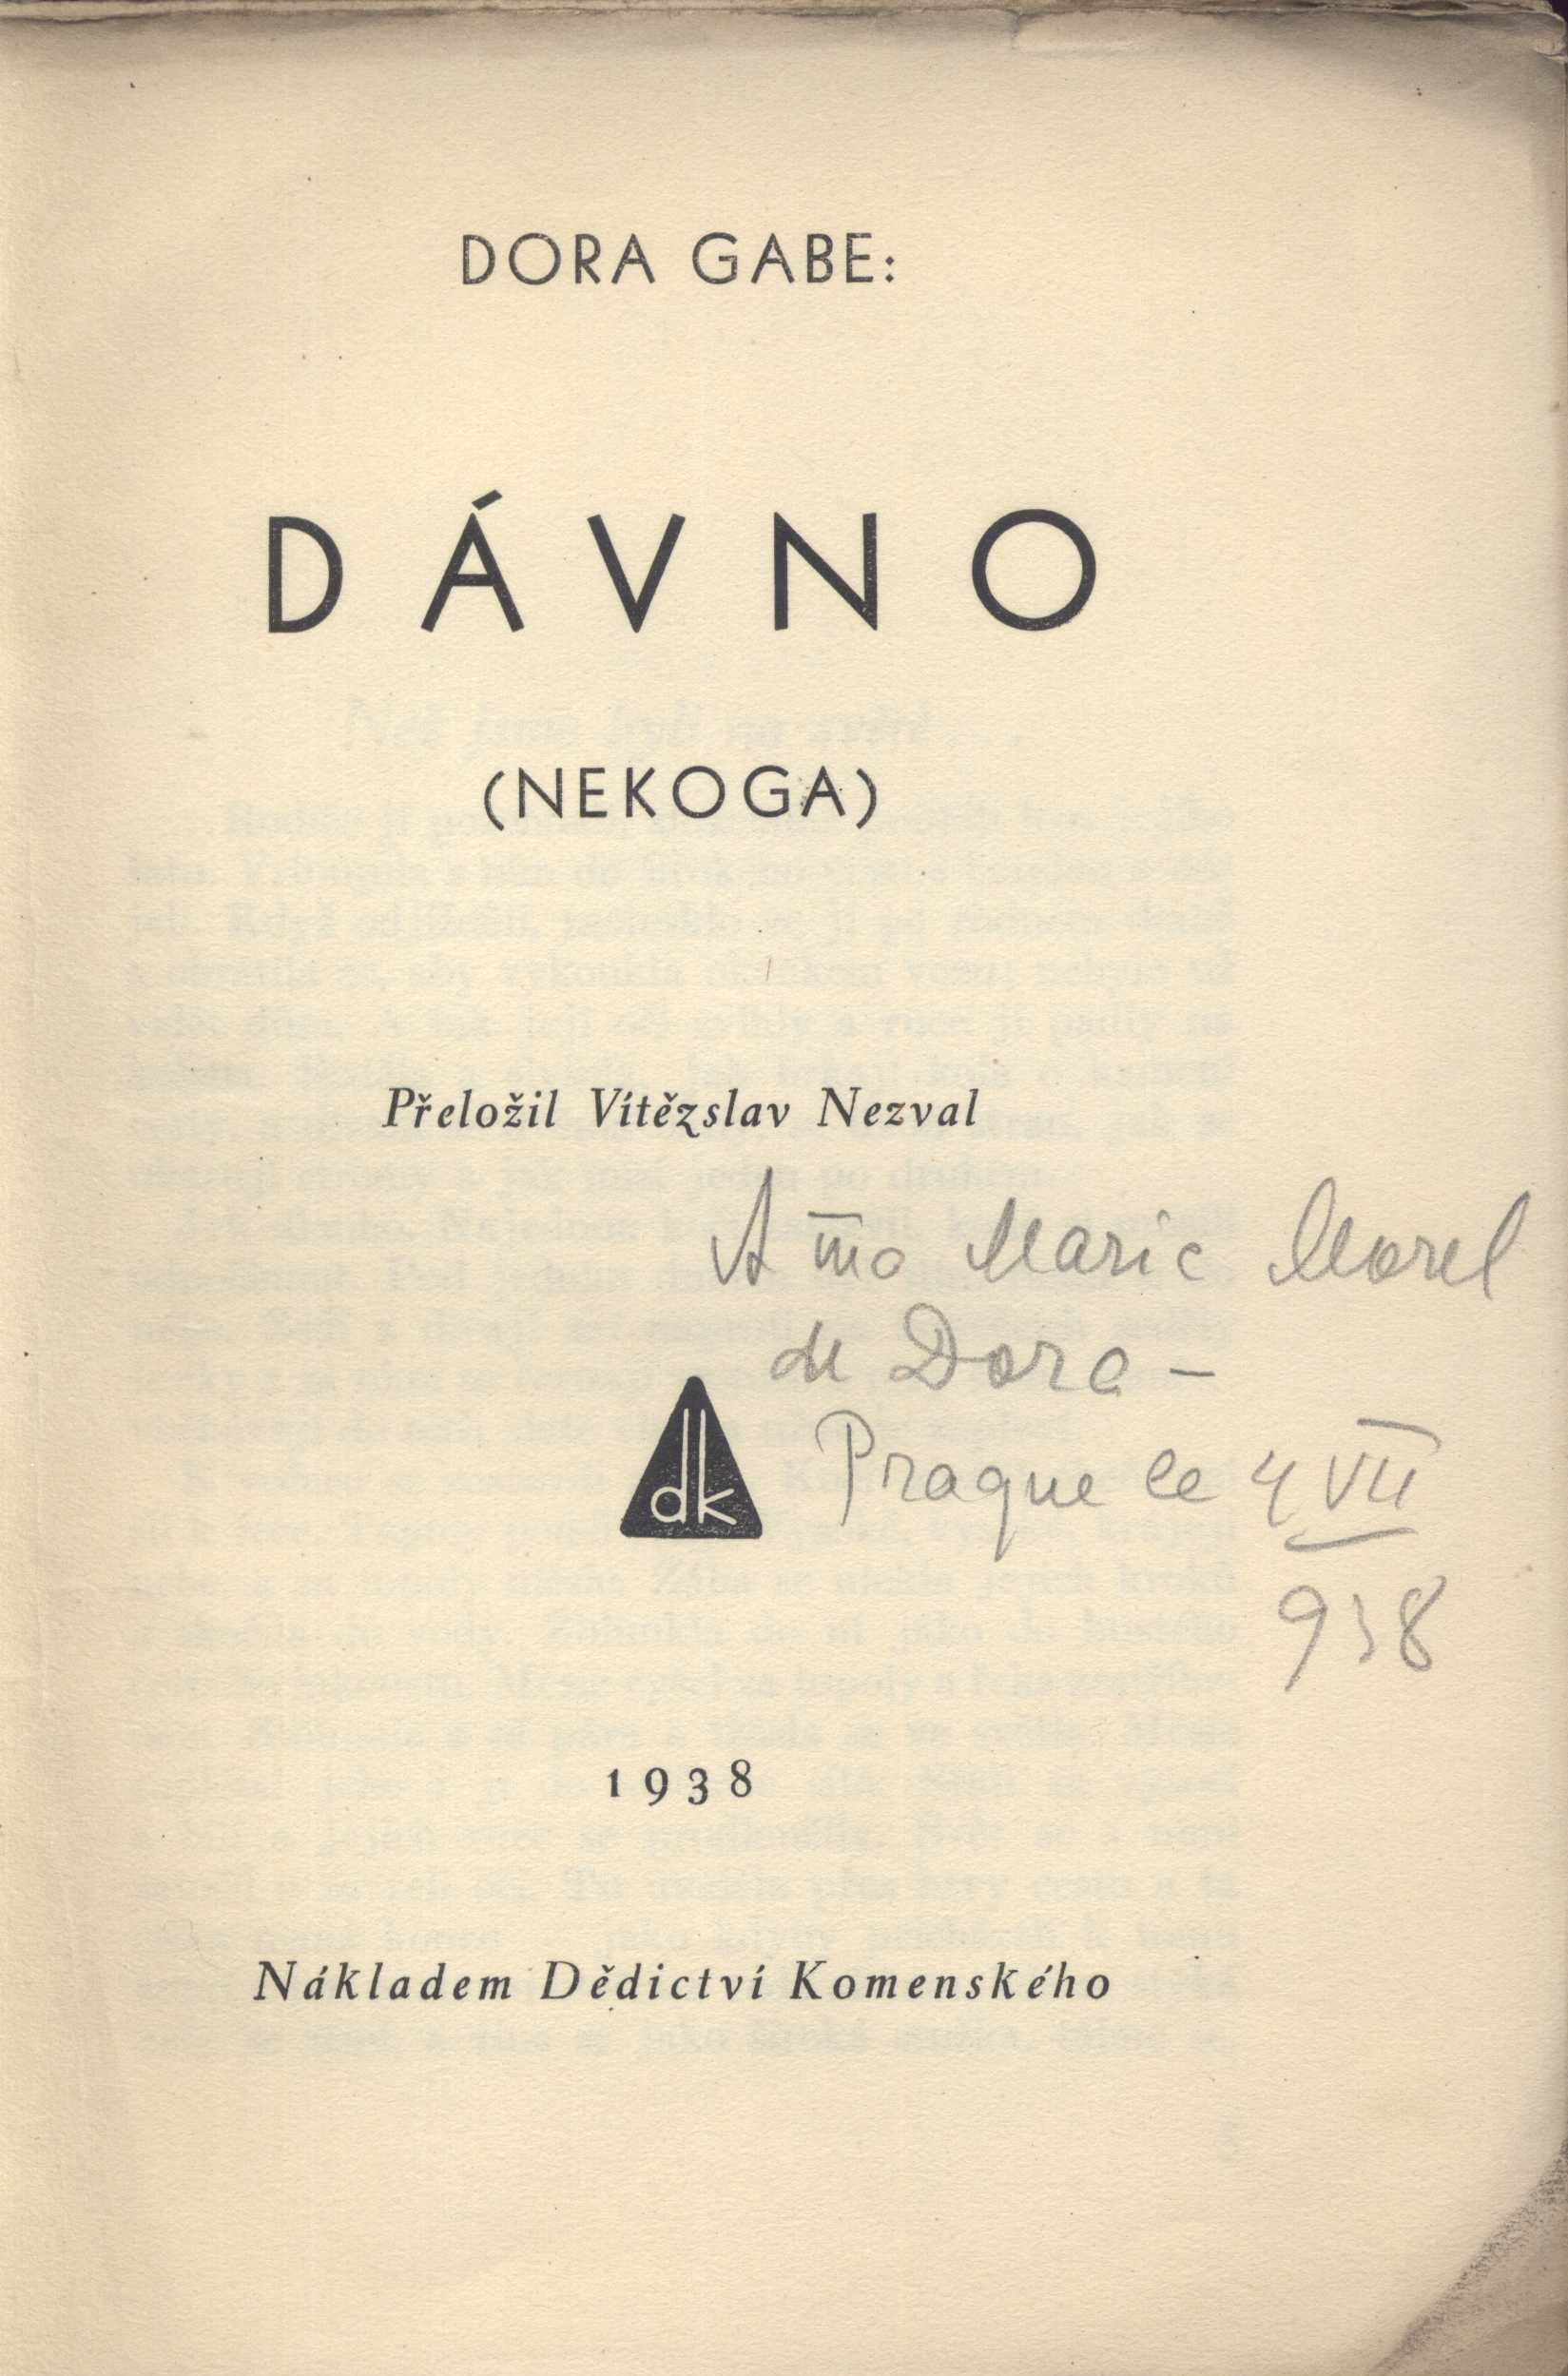 DORA GABE:
DÁVNO
(NEKOGA)
Přeložil Vítězslav Nezval
A Marie Morel
de Dora –
dk
Prague le 4 VII
938
1938
Nákladem Dědictví Komenského